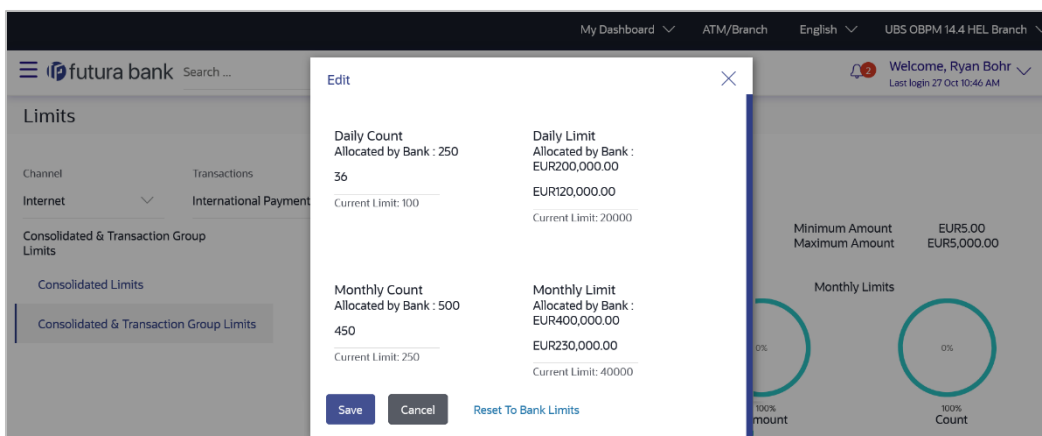 My Dashboard ATM/Branch English UBS OBPM 14.4 HEL Branch
futura bank Search ... 2 Welcome, Ryan Bohr
Last login 27 Oct 10:46 AM
Limits
Channel Transactions
Internet International Payment
Consolidated & Transaction Group
Limits
Consolidated Limits
Consolidated & Transaction Group Limits
Edit
Daily Count Daily Limit
Allocated by Bank : 250 Allocated by Bank :
EUR200,000.00
36 EUR120,000.00
Current Limit: 100 Current Limit: 20000
Monthly Count Monthly Limit
Allocated by Bank : 500 Allocated by Bank :
EUR400,000.00
450 EUR230,000.00
Current Limit: 250 Current Limit: 40000
Save Cancel Reset To Bank Limits
Minimum Amount EUR5.00
Maximum Amount EUR5,000.00
Monthly Limits
0% 0%
100% 100%
mount Count